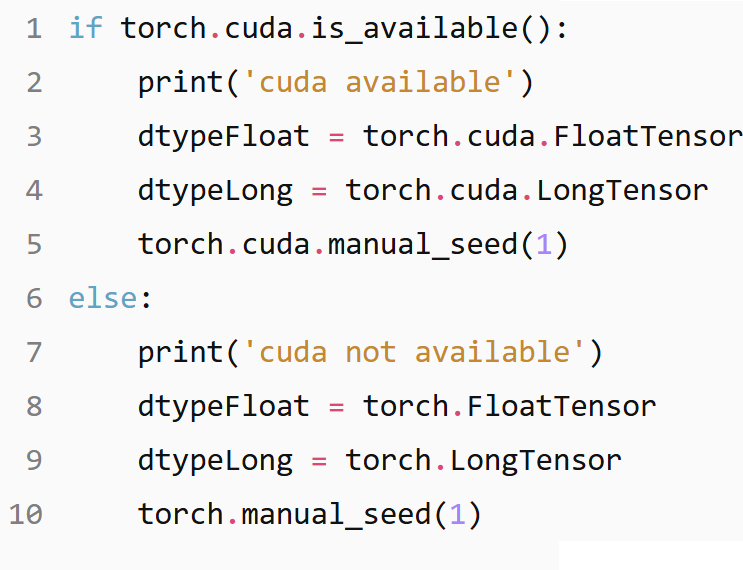 1 if torch.cuda.is_available():
2     print('cuda available')
3     dtypeFloat = torch.cuda.FloatTensor
4     dtypeLong = torch.cuda.LongTensor
5     torch.cuda.manual_seed(1)
6 else:
7     print('cuda not available')
8     dtypeFloat = torch.FloatTensor
9     dtypeLong = torch.LongTensor
10     torch.manual_seed(1)